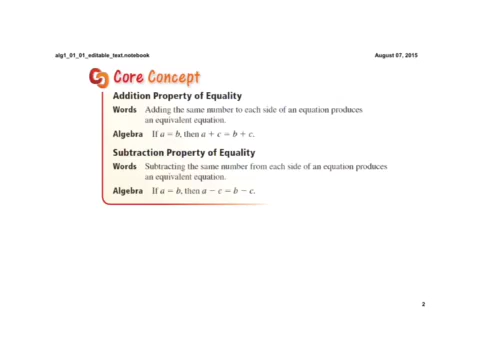 alg1_01_01_editable_text.notebook August 07, 2015
Core Concept
Addition Property of Equality
Words Adding the same number to each side of an equation produces
an equivalent equation.
Algebra If a = b, then a + c = b + c.
Subtraction Property of Equality
Words Subtracting the same number from each side of an equation produces
an equivalent equation.
Algebra If a = b, then a − c = b − c.
2